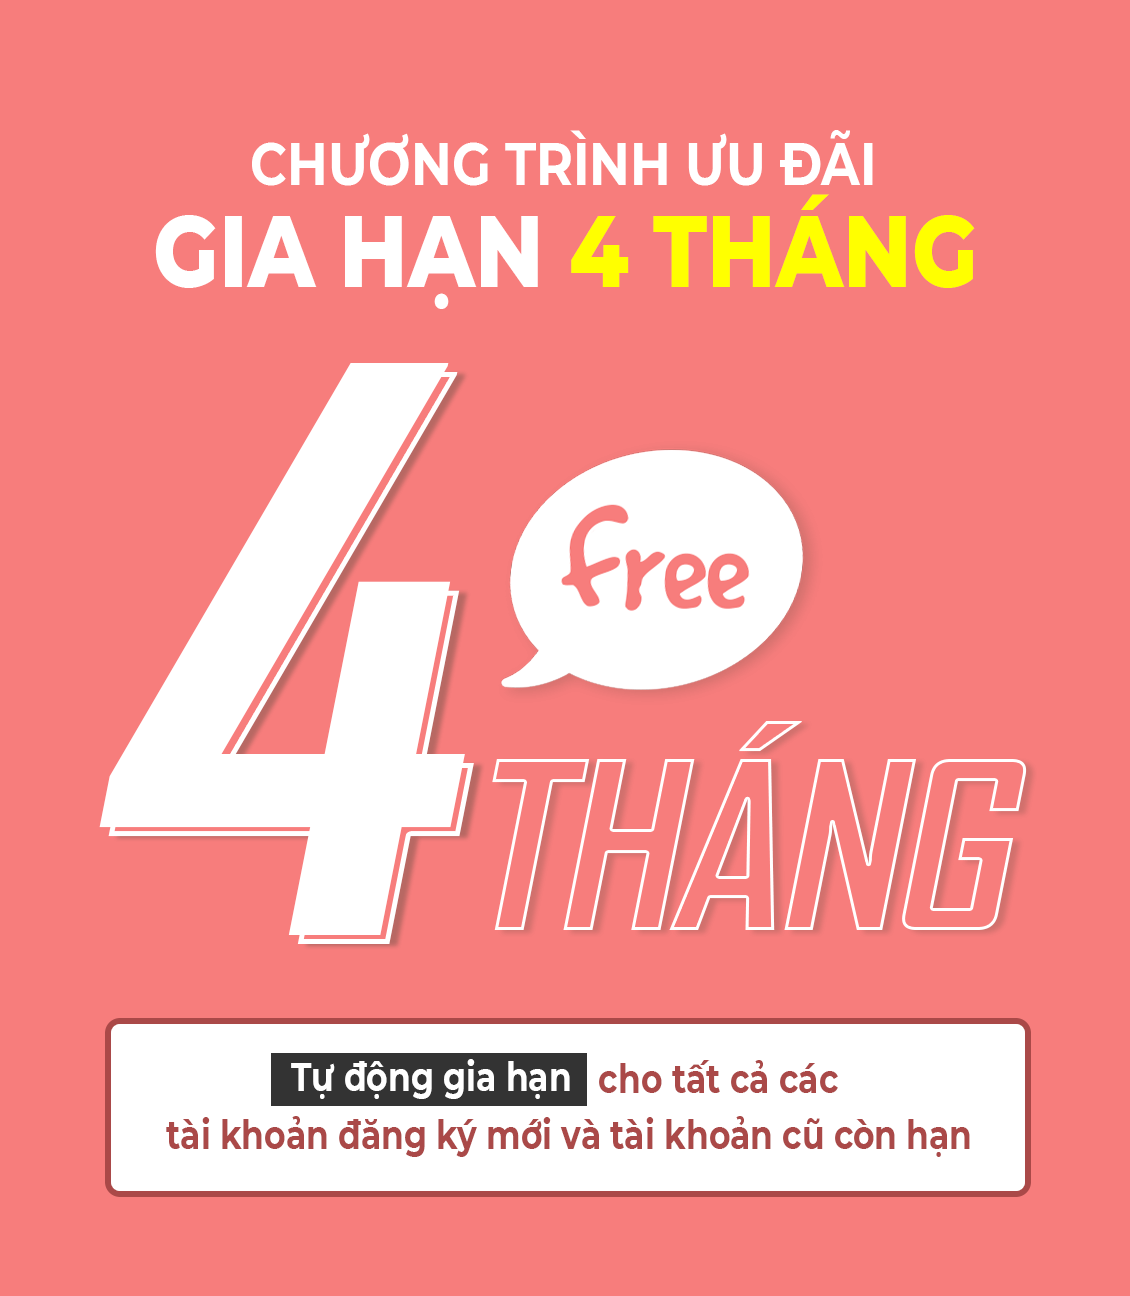 CHƯƠNG TRÌNH ƯU ĐÃI
GIA HẠN 4 THÁNG
4
free
THÁNG
Tự động gia hạn cho tất cả các
tài khoản đăng ký mới và tài khoản cũ còn hạn